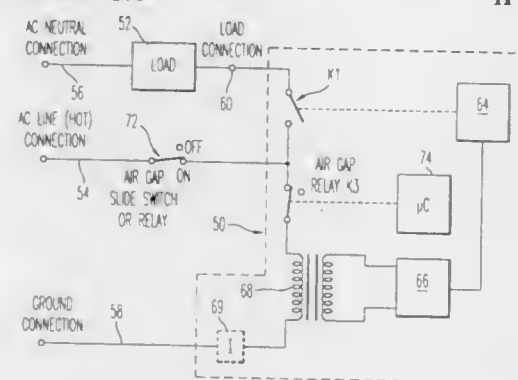 AC NEUTRAL
CONNECTION
56
52
LOAD
LOAD
CONNECTION
60
K1
64
AC LINE (HOT)
CONNECTION
54
72
OFF
ON
AIR GAP
SLIDE SWITCH
OR RELAY
50
AIR GAP
RELAY K3
74
µC
68
66
GROUND
CONNECTION
58
69
I